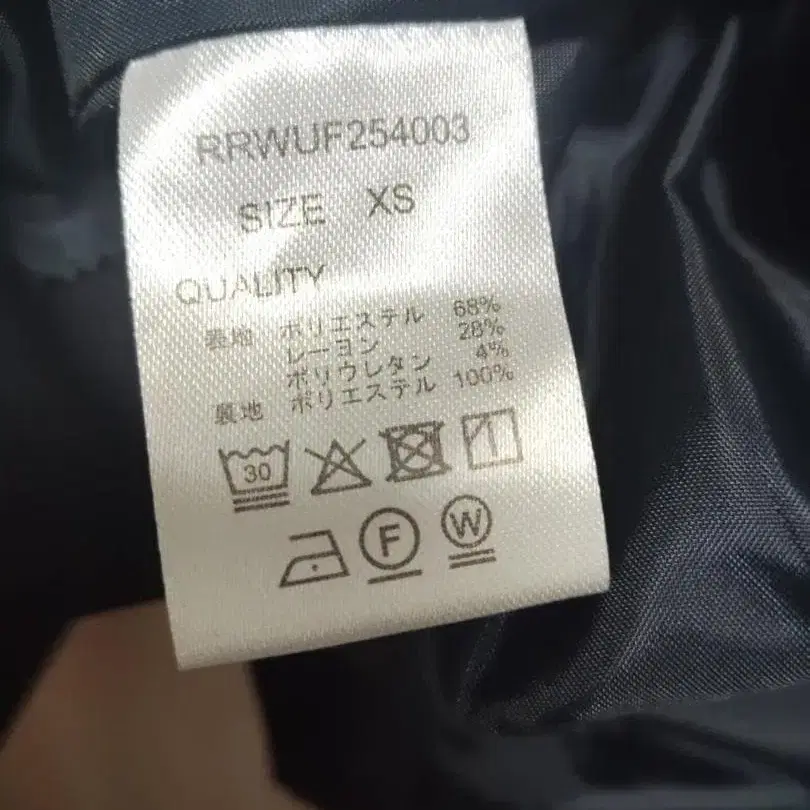 RRWUF254003
SIZE XS
QUALITY
表地 ポリエステル 68%
レーヨン 28%
ポリウレタン 4%
裏地 ポリエステル 100%
30
F W